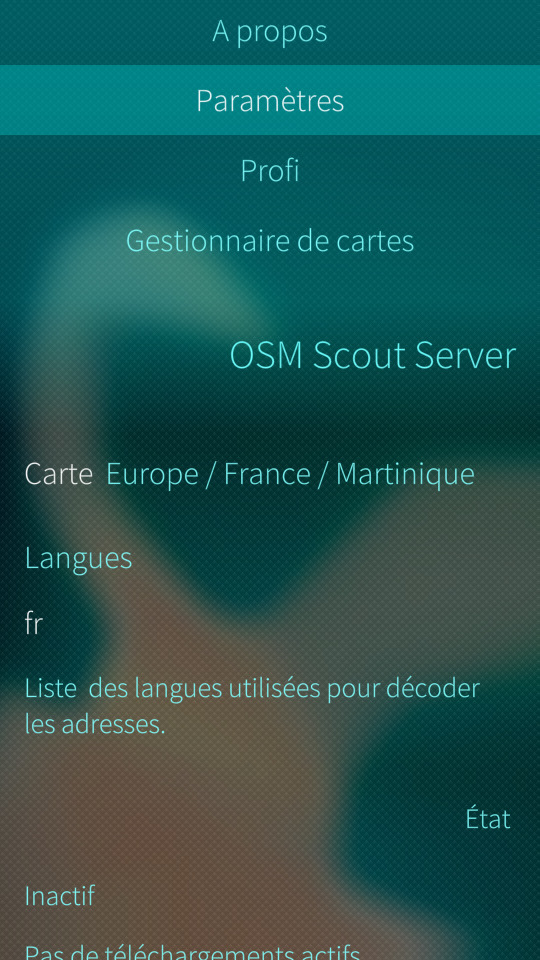 A propos
Paramètres
Profi
Gestionnaire de cartes
OSM Scout Server
Carte Europe / France / Martinique
Langues
fr
Liste des langues utilisées pour décoder
les adresses.
État
Inactif
Pas de téléchargements actifs